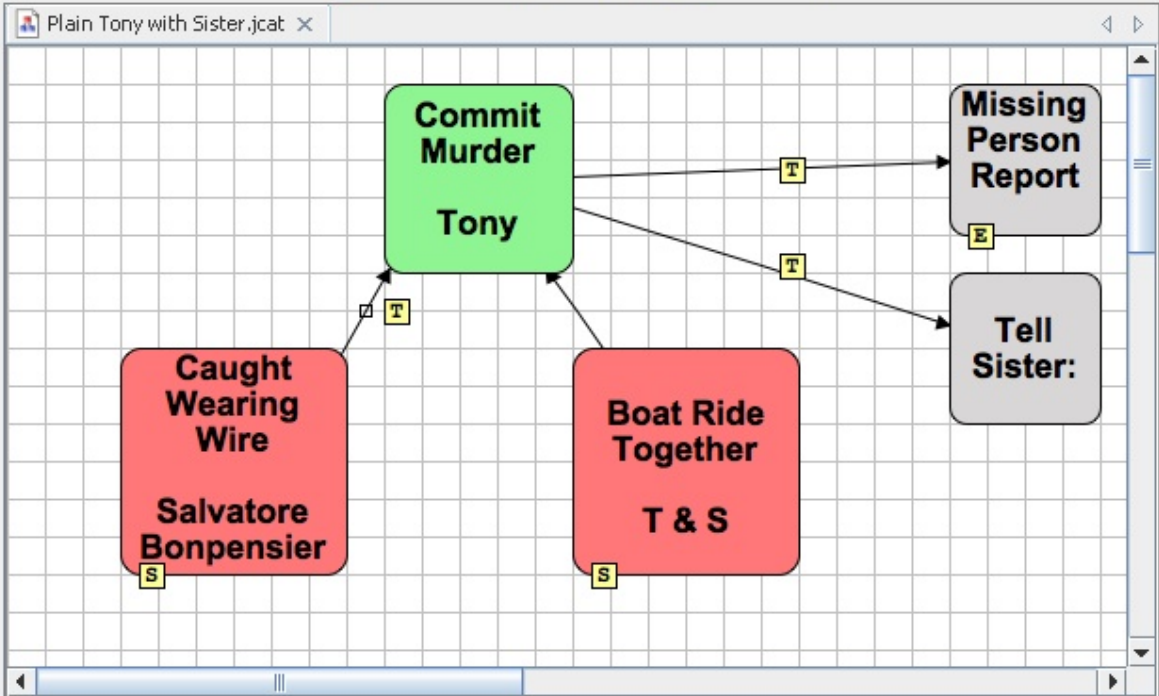 Plain Tony with Sister.jcat
Commit
Murder
Tony
Missing
Person
Report
T
E
T
Tell
Sister:
T
Caught
Wearing
Wire
Salvatore
Bonpensier
S
Boat Ride
Together
T & S
S